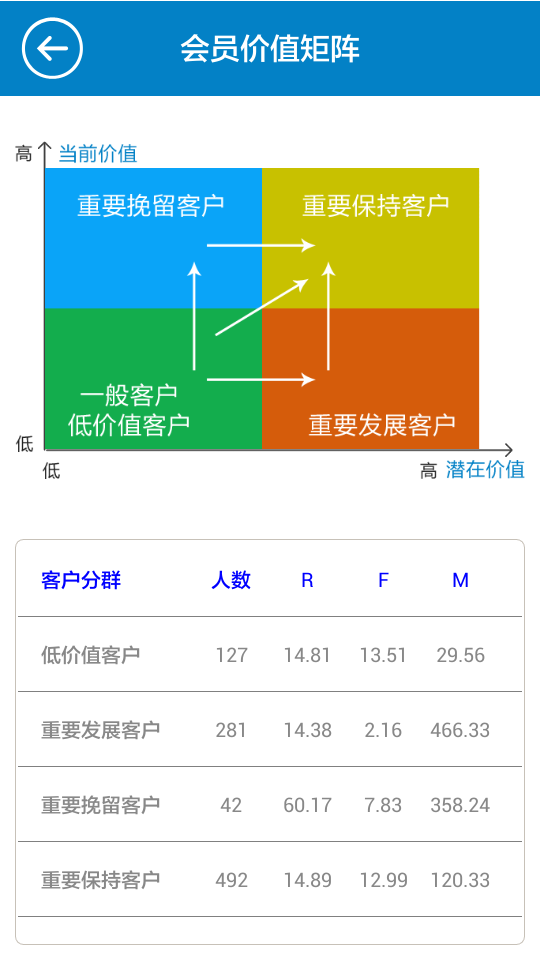 会员价值矩阵
高 当前价值
重要挽留客户 重要保持客户
一般客户
低价值客户 重要发展客户
低
低 高 潜在价值
客户分群 人数 R F M
低价值客户 127 14.81 13.51 29.56
重要发展客户 281 14.38 2.16 466.33
重要挽留客户 42 60.17 7.83 358.24
重要保持客户 492 14.89 12.99 120.33